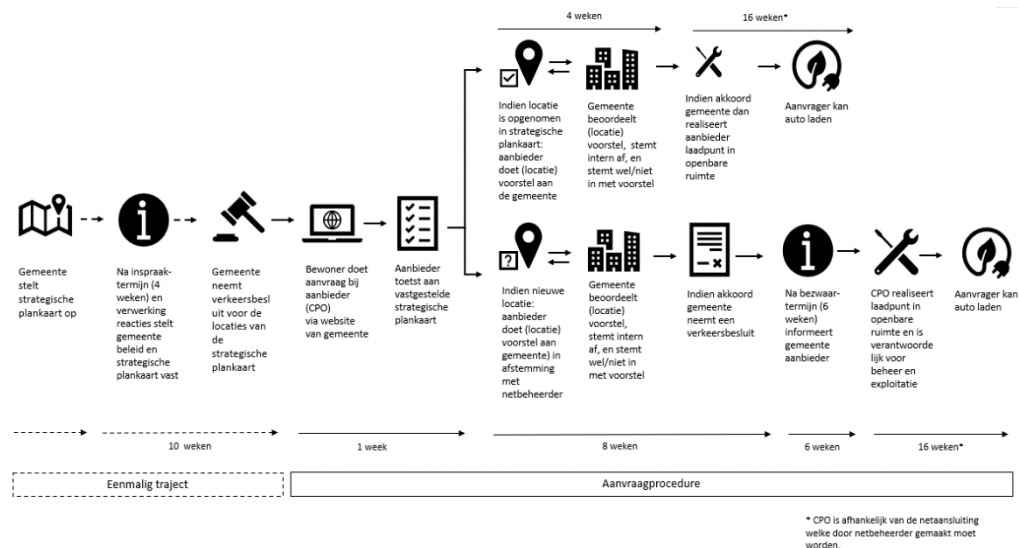 4 weken
16 weken*
Indien locatie
is opgenomen
in strategische
plankaart:
aanbieder
doet (locatie)
voorstel aan
de gemeente
Gemeente
beoordeelt
(locatie)
voorstel, stemt
intern af, en
stemt wel/niet
in met voorstel
Indien akkoord
gemeente dan
realiseert
aanbieder
laadpunt in
openbare
ruimte
Aanvrager kan
auto laden
Gemeente
stelt
strategische
plankaart op
Na inspraak-
termijn (4
weken) en
verwerking
reacties stelt
gemeente
beleid en
strategische
plankaart vast
Gemeente
neemt
verkeersbesl
uit voor de
locaties van
de
strategische
plankaart
Bewoner doet
aanvraag bij
aanbieder
(CPO)
via website
van gemeente
Aanbieder
toetst aan
vastgestelde
strategische
plankaart
?
Indien nieuwe
locatie:
aanbieder
doet (locatie)
voorstel aan
gemeente) in
afstemming
met
netbeheerder
Gemeente
beoordeelt
(locatie)
voorstel,
stemt intern
af, en stemt
wel/niet in
met voorstel
Indien akkoord
gemeente
neemt een
verkeersbesluit
Na bezwaar-
termijn (6
weken)
informeert
gemeente
aanbieder
CPO realiseert
laadpunt in
openbare
ruimte en is
verantwoorde
lijk voor
beheer en
exploitatie
Aanvrager kan
auto laden
10 weken
1 week
8 weken
6 weken
16 weken*
Eenmalig traject
Aanvraagprocedure
* CPO is afhankelijk van de netaansluiting
welke door netbeheerder gemaakt moet
worden.